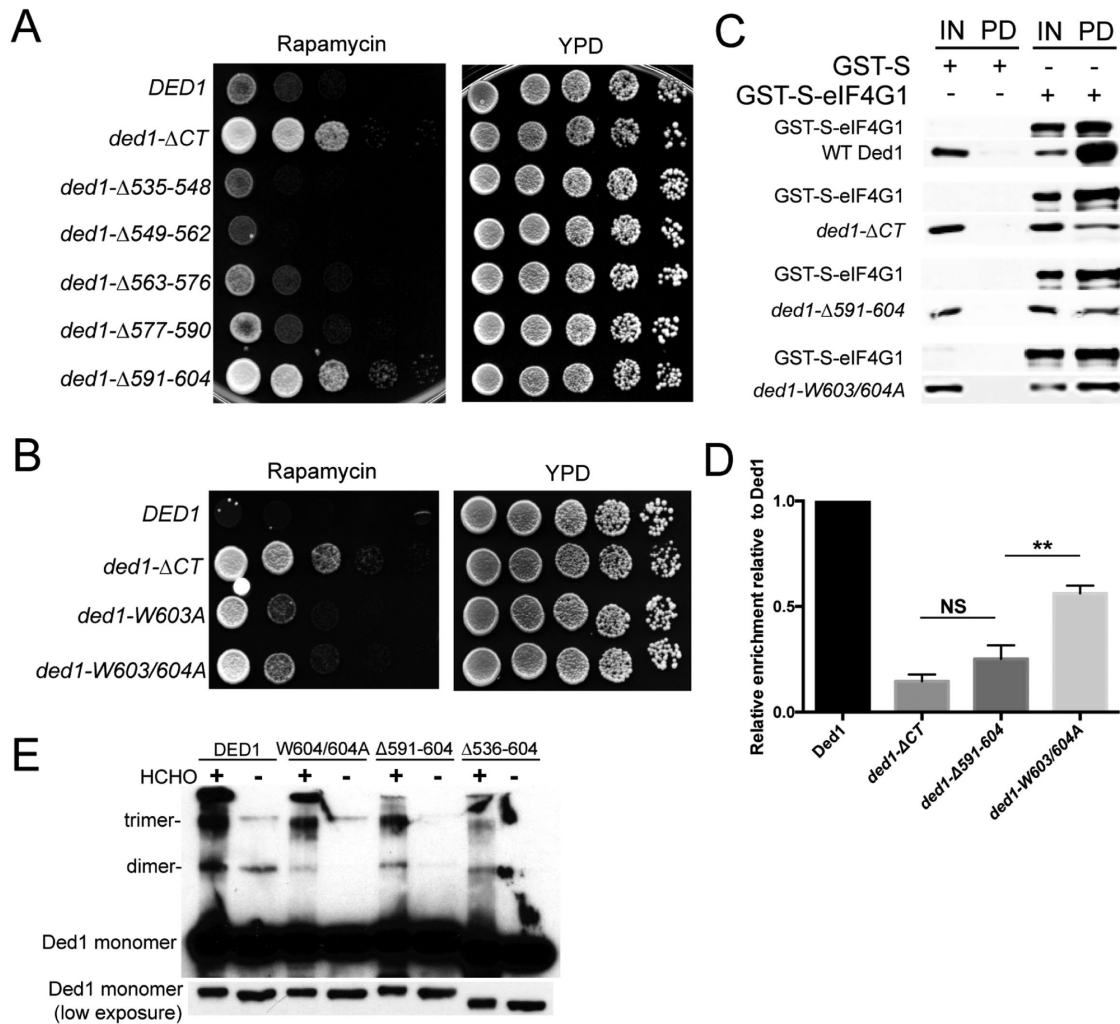 A
Rapamycin YPD
DED1
ded1-ΔCT
ded1-Δ535-548
ded1-Δ549-562
ded1-Δ563-576
ded1-Δ577-590
ded1-Δ591-604
B
Rapamycin YPD
DED1
ded1-ΔCT
ded1-W603A
ded1-W603/604A
C
IN PD IN PD
GST-S + + - -
GST-S-eIF4G1 - - + +
GST-S-eIF4G1
WT Ded1
GST-S-eIF4G1
ded1-ΔCT
GST-S-eIF4G1
ded1-Δ591-604
GST-S-eIF4G1
ded1-W603/604A
D
Relative enrichment relative to Ded1
1.0
0.5
0.0
NS
**
Ded1
ded1-ΔCT
ded1-Δ591-604
ded1-W603/604A
E
DED1 W604/604A Δ591-604 Δ536-604
HCHO + - + - + - + -
trimer-
dimer-
Ded1 monomer
Ded1 monomer
(low exposure)